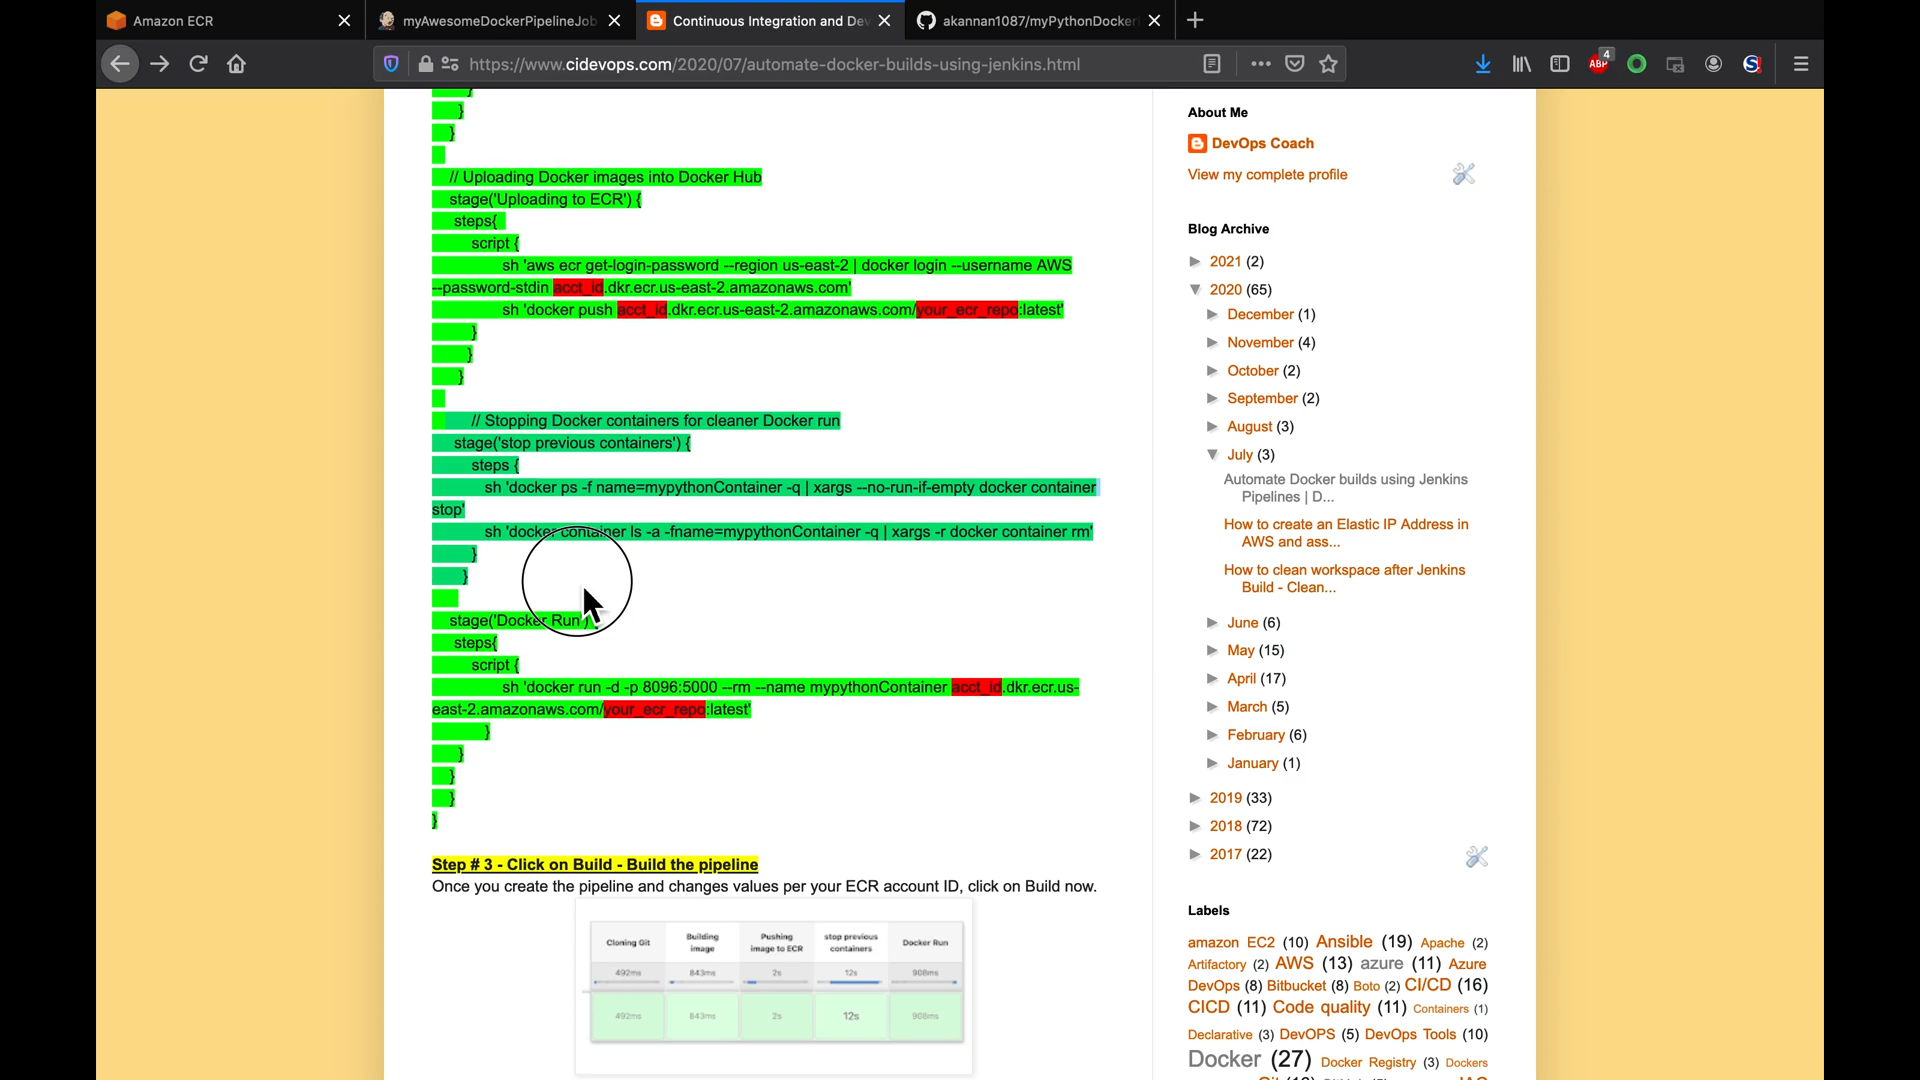 Amazon ECR
myAwesomeDockerPipelineJob
Continuous Integration and Dev
akannan1087/myPythonDocker
https://www.cidevops.com/2020/07/automate-docker-builds-using-jenkins.html
4
ABP
}
}
}
// Uploading Docker images into Docker Hub
stage('Uploading to ECR') {
steps{
script {
sh 'aws ecr get-login-password --region us-east-2 | docker login --username AWS
--password-stdin acct_id.dkr.ecr.us-east-2.amazonaws.com'
sh 'docker push acct_id.dkr.ecr.us-east-2.amazonaws.com/your_ecr_repo:latest'
}
}
}
// Stopping Docker containers for cleaner Docker run
stage('stop previous containers') {
steps {
sh 'docker ps -f name=mypythonContainer -q | xargs --no-run-if-empty docker container
stop'
sh 'docker container ls -a -fname=mypythonContainer -q | xargs -r docker container rm'
}
}
stage('Docker Run')
steps{
script {
sh 'docker run -d -p 8096:5000 --rm --name mypythonContainer acct_id.dkr.ecr.us-
east-2.amazonaws.com/your_ecr_repo:latest'
}
}
}
}
}
Step # 3 - Click on Build - Build the pipeline
Once you create the pipeline and changes values per your ECR account ID, click on Build now.
Cloning Git
Building
image
Pushing
image to ECR
stop previous
containers
Docker Run
492ms
843ms
2s
12s
908ms
492ms
843ms
2s
12s
908ms
About Me
DevOps Coach
View my complete profile
Blog Archive
► 2021 (2)
▼ 2020 (65)
► December (1)
► November (4)
► October (2)
► September (2)
► August (3)
▼ July (3)
Automate Docker builds using Jenkins
Pipelines | D...
How to create an Elastic IP Address in
AWS and ass...
How to clean workspace after Jenkins
Build - Clean...
► June (6)
► May (15)
► April (17)
► March (5)
► February (6)
► January (1)
► 2019 (33)
► 2018 (72)
► 2017 (22)
Labels
amazon EC2 (10) Ansible (19) Apache (2)
Artifactory (2) AWS (13) azure (11) Azure
DevOps (8) Bitbucket (8) Boto (2) CI/CD (16)
CICD (11) Code quality (11) Containers (1)
Declarative (3) DevOPS (5) DevOps Tools (10)
Docker (27) Docker Registry (3) Dockers